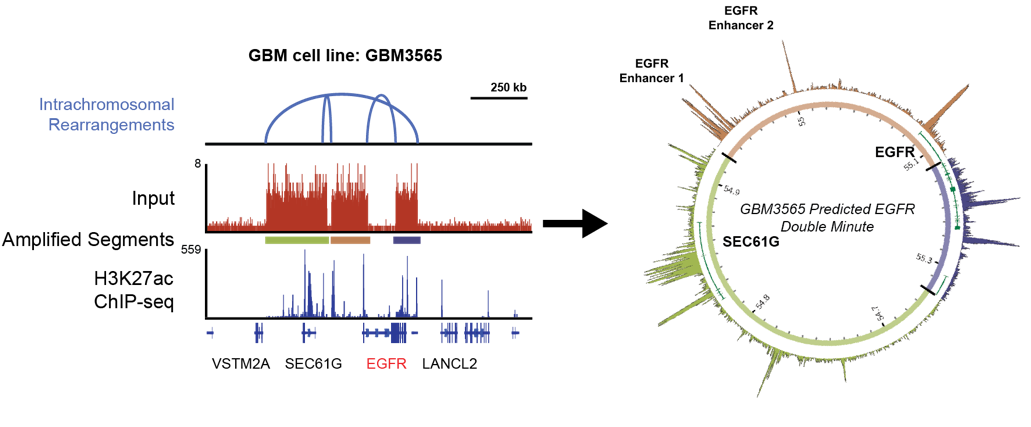 GBM cell line: GBM3565
250 kb
Intrachromosomal
Rearrangements
8
Input
Amplified Segments
559
H3K27ac
ChIP-seq
VSTM2A SEC61G EGFR LANCL2
EGFR
Enhancer 2
EGFR
Enhancer 1
55
EGFR
55.1
54.9
GBM3565 Predicted EGFR
Double Minute
SEC61G
55.3
54.8
54.7